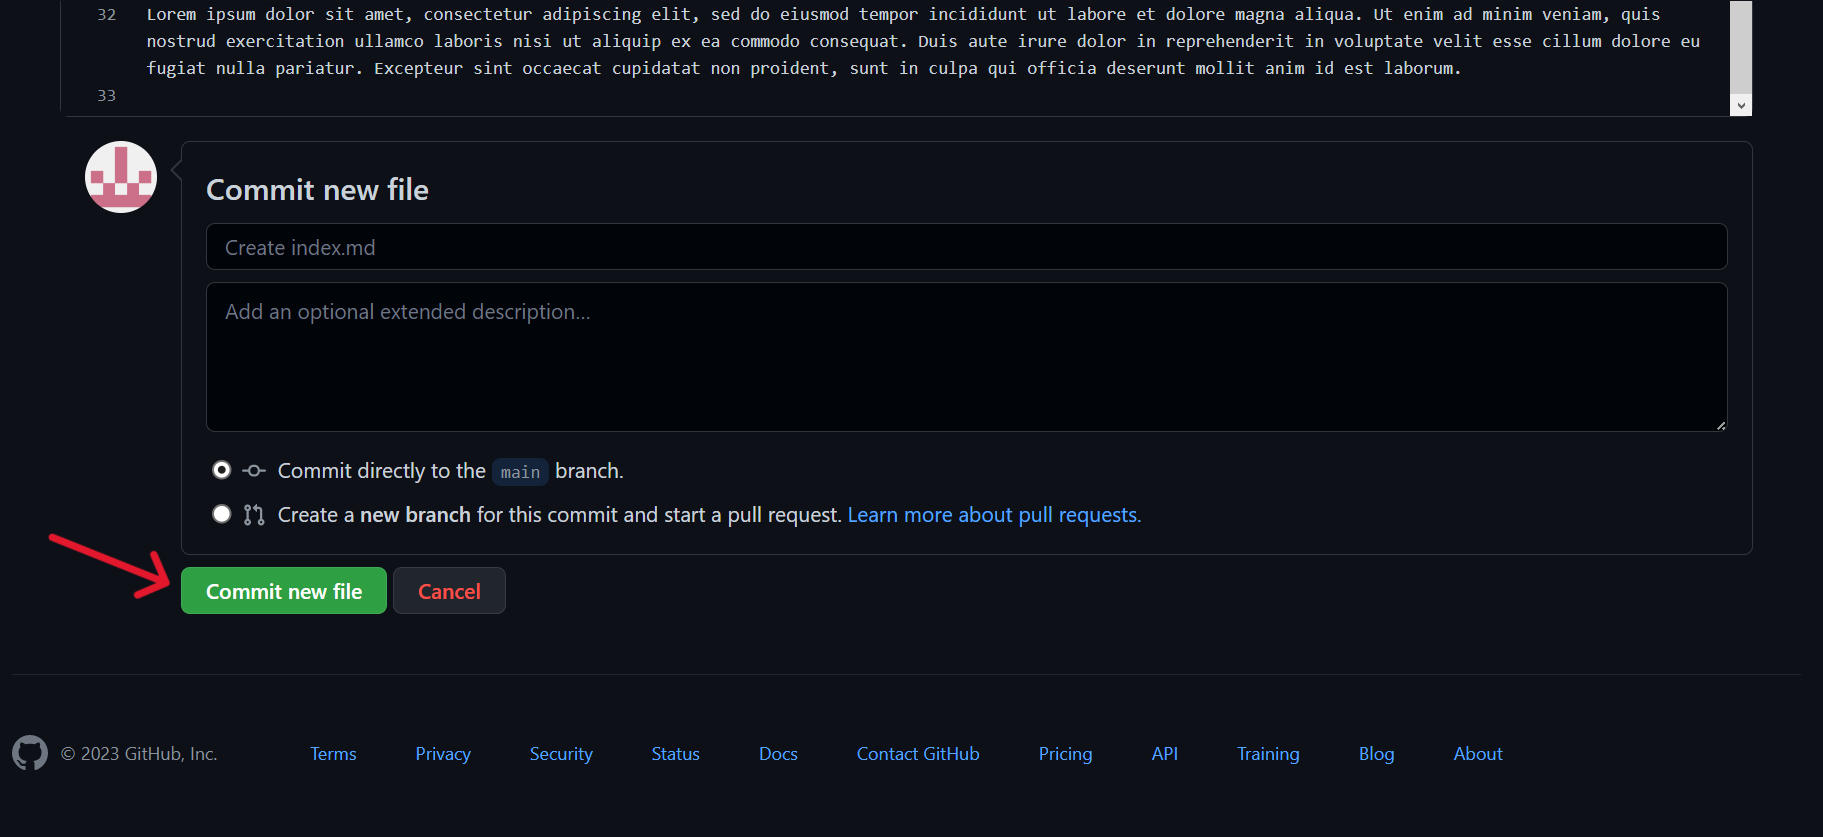 32 Lorem ipsum dolor sit amet, consectetur adipiscing elit, sed do eiusmod tempor incididunt ut labore et dolore magna aliqua. Ut enim ad minim veniam, quis
nostrud exercitation ullamco laboris nisi ut aliquip ex ea commodo consequat. Duis aute irure dolor in reprehenderit in voluptate velit esse cillum dolore eu
fugiat nulla pariatur. Excepteur sint occaecat cupidatat non proident, sunt in culpa qui officia deserunt mollit anim id est laborum.
33
Commit new file
Create index.md
Add an optional extended description...
Commit directly to the main branch.
Create a new branch for this commit and start a pull request. Learn more about pull requests.
Commit new file Cancel
© 2023 GitHub, Inc. Terms Privacy Security Status Docs Contact GitHub Pricing API Training Blog About